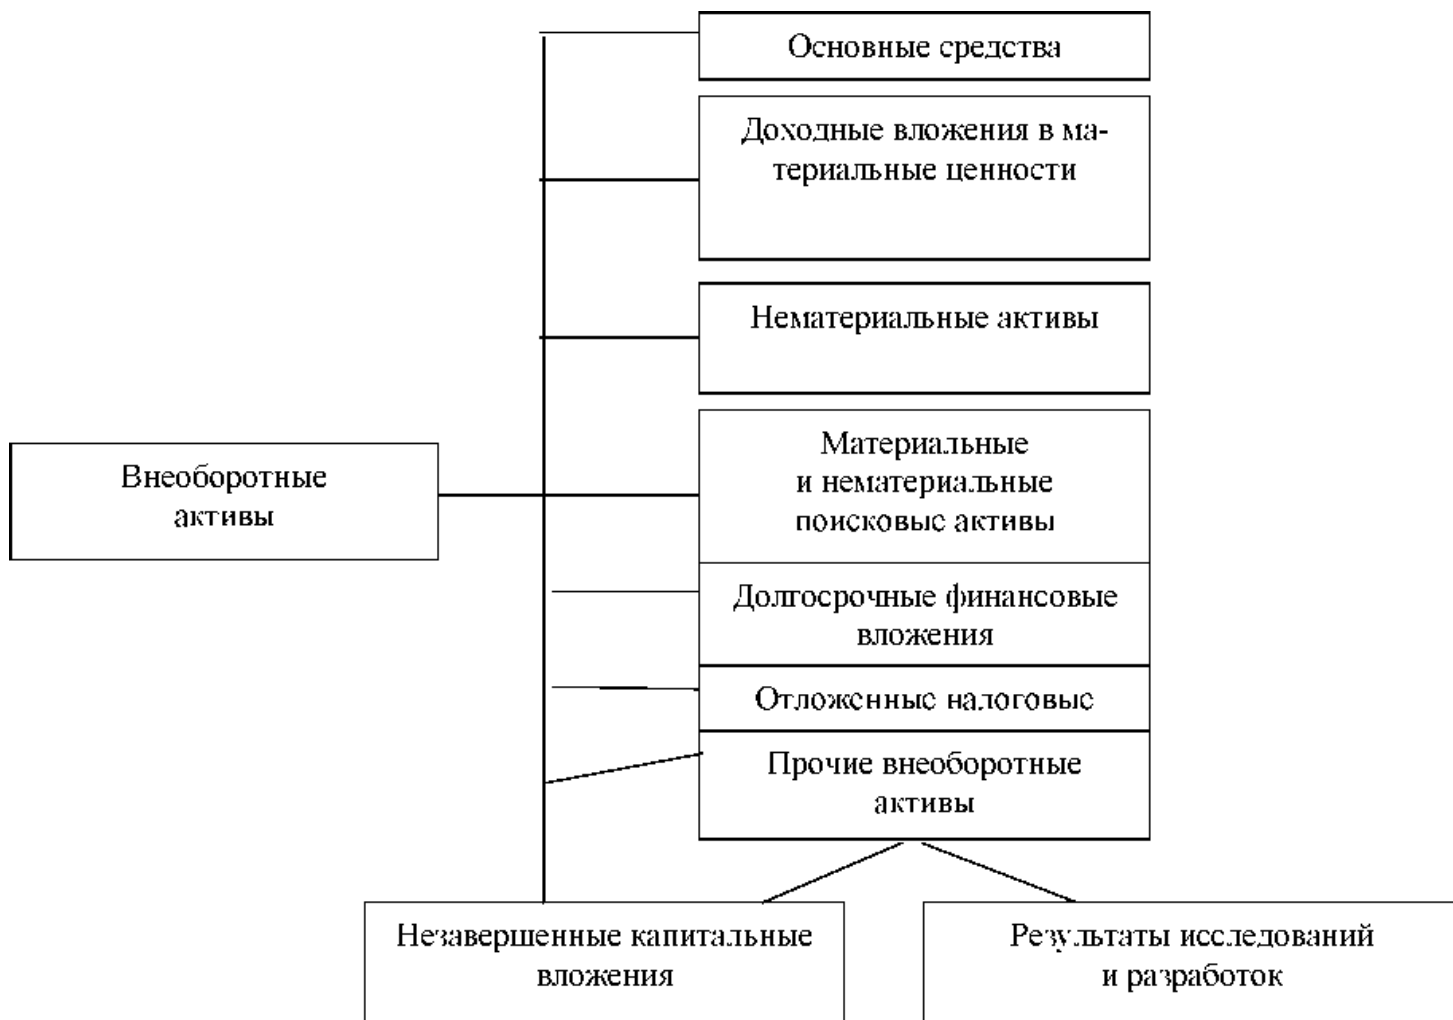 Основные средства
Доходные вложения в ма-
териальные ценности
Нематериальные активы
Внеоборотные
активы
Материальные
и нематериальные
поисковые активы
Долгосрочные финансовые
вложения
Отложенные налоговые
Прочие внеоборотные
активы
Незавершенные капитальные
вложения
Результаты исследований
и разработок